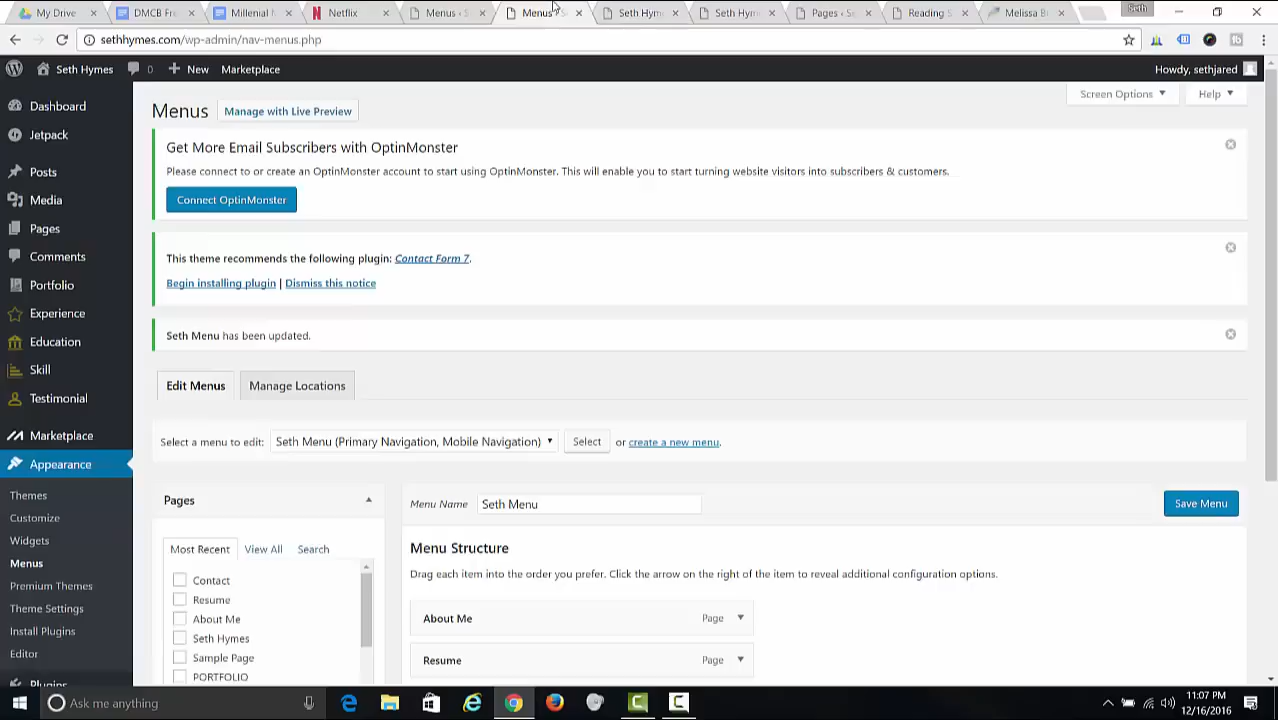 My Drive
DMCB Fre
Millenial M
Netflix
Menus ‹ S
Menus
Seth Hym
Seth Hym
Pages ‹ Se
Reading S
Melissa B
Seth
sethhymes.com/wp-admin/nav-menus.php
Seth Hymes
0
New
Marketplace
Howdy, sethjared
Dashboard
Jetpack
Posts
Media
Pages
Comments
Portfolio
Experience
Education
Skill
Testimonial
Marketplace
Appearance
Themes
Customize
Widgets
Menus
Premium Themes
Theme Settings
Install Plugins
Editor
Plugins
Screen Options
Help
Menus
Manage with Live Preview
Get More Email Subscribers with OptinMonster
Please connect to or create an OptinMonster account to start using OptinMonster. This will enable you to start turning website visitors into subscribers & customers.
Connect OptinMonster
This theme recommends the following plugin: Contact Form 7.
Begin installing plugin | Dismiss this notice
Seth Menu has been updated.
Edit Menus
Manage Locations
Select a menu to edit: Seth Menu (Primary Navigation, Mobile Navigation) Select or create a new menu.
Pages
Most Recent
View All
Search
Contact
Resume
About Me
Seth Hymes
Sample Page
PORTFOLIO
Menu Name Seth Menu
Save Menu
Menu Structure
Drag each item into the order you prefer. Click the arrow on the right of the item to reveal additional configuration options.
About Me Page
Resume Page
Ask me anything
11:07 PM
12/16/2016